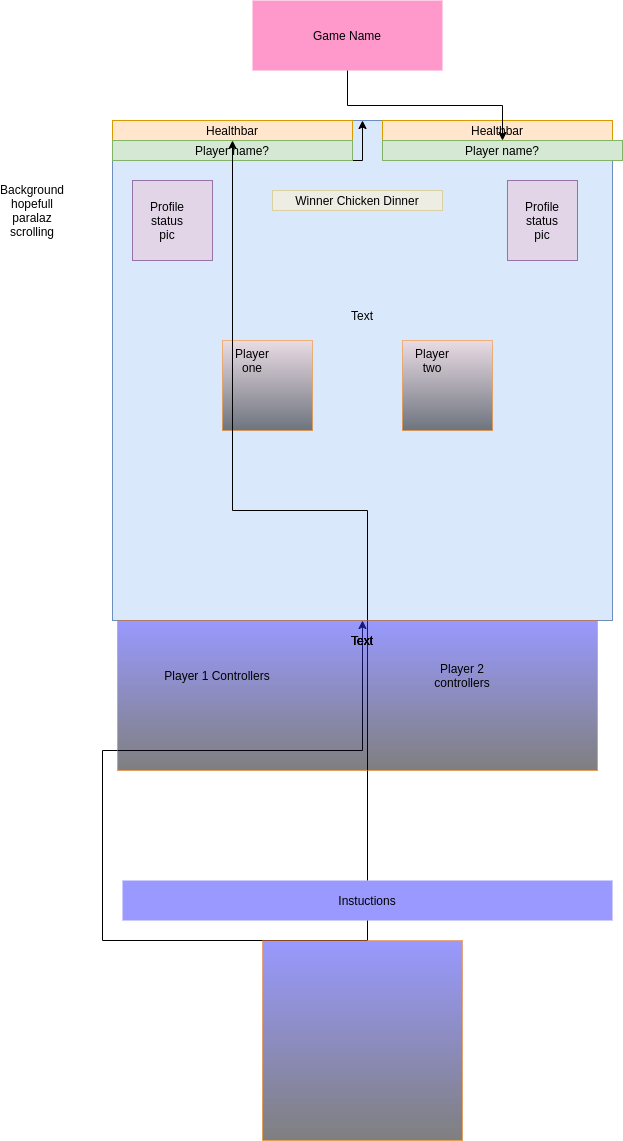 Game Name
Healthbar
Healthbar
Player name?
Player name?
Background
hopefull
paralaz
scrolling
Profile
status
pic
Winner Chicken Dinner
Profile
status
pic
Text
Player
one
Player
two
Text
Player 1 Controllers
Player 2
controllers
Instuctions